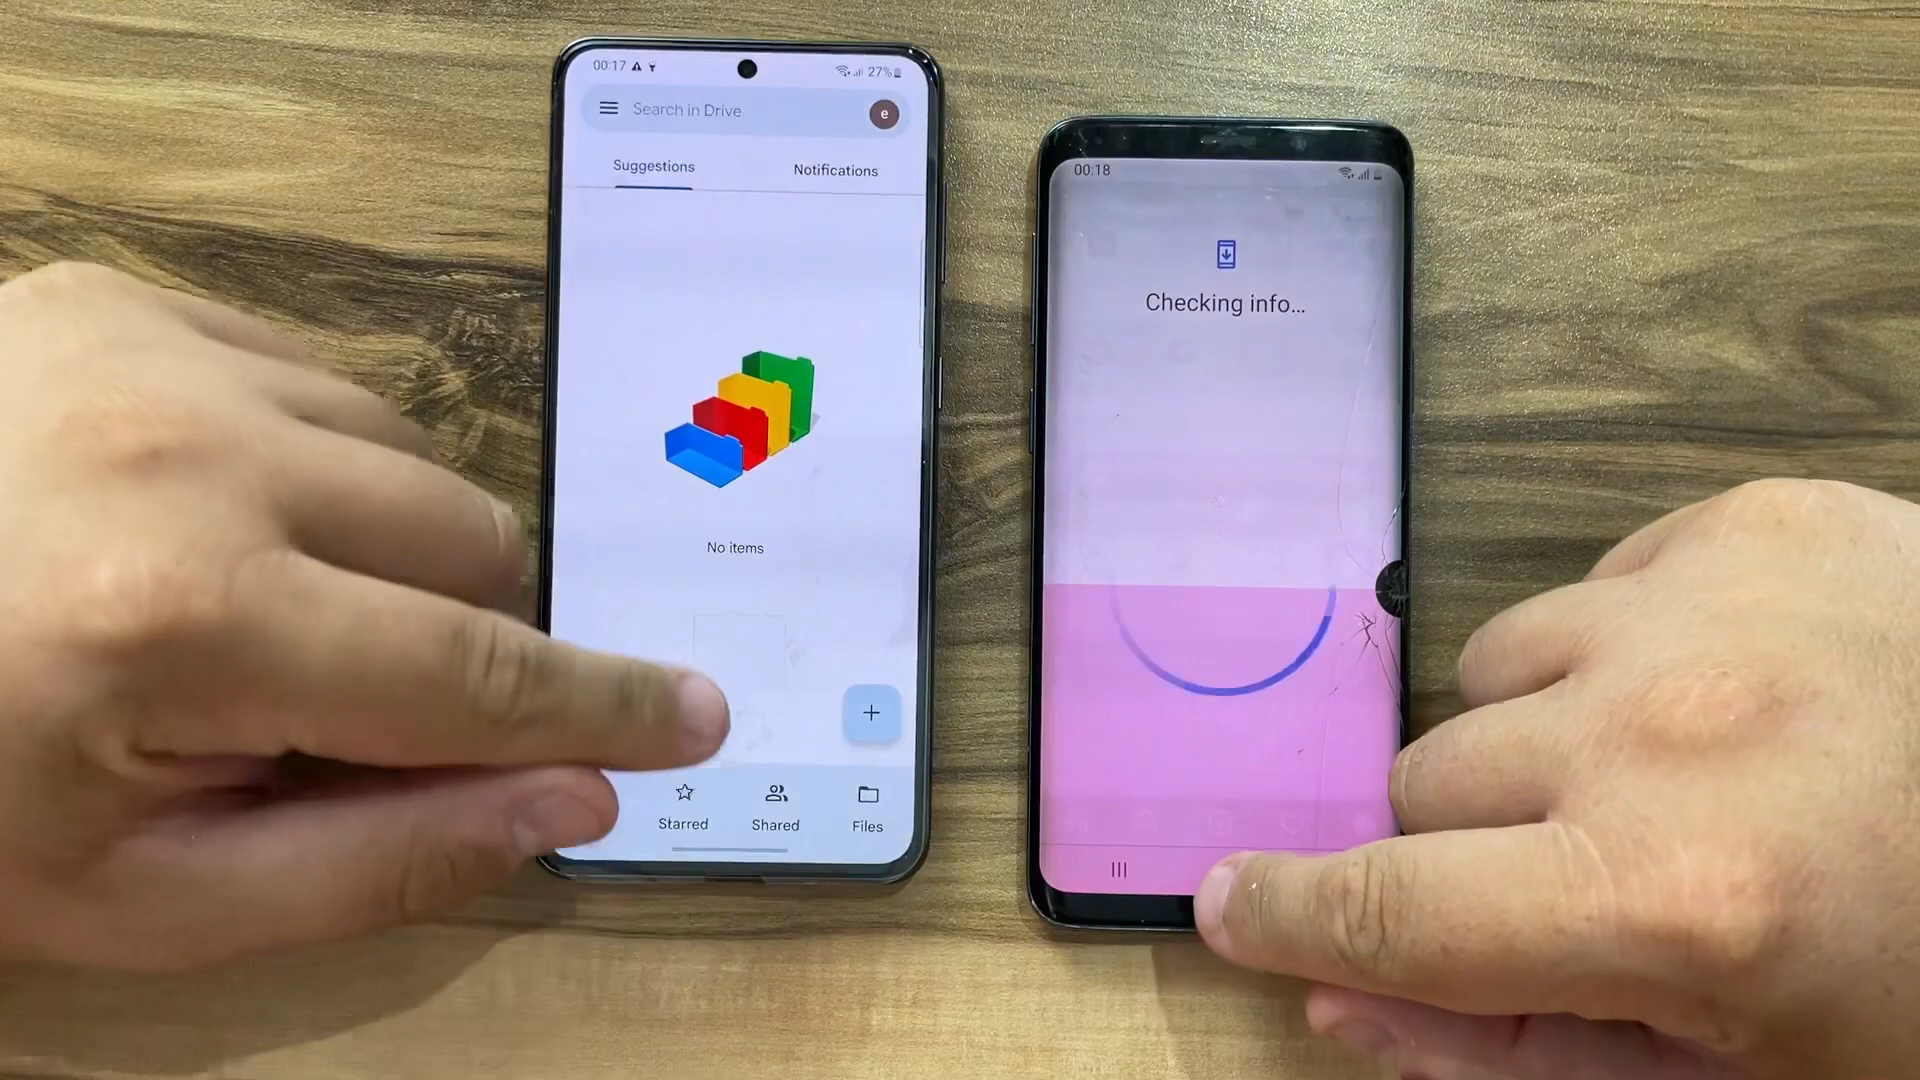 00:17
27%
Search in Drive
e
Suggestions
Notifications
No items
Starred
Shared
Files
00:18
Checking info...